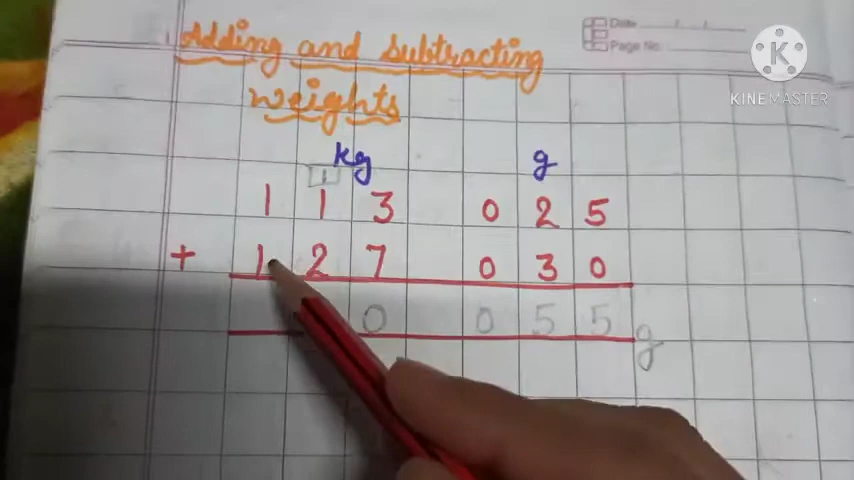 Date
Page No.
Adding and Subtracting
Weights
KINEMASTER
kg g
1
1 1 3 0 2 5
+ 1 2 7 0 3 0
0 0 5 5 g